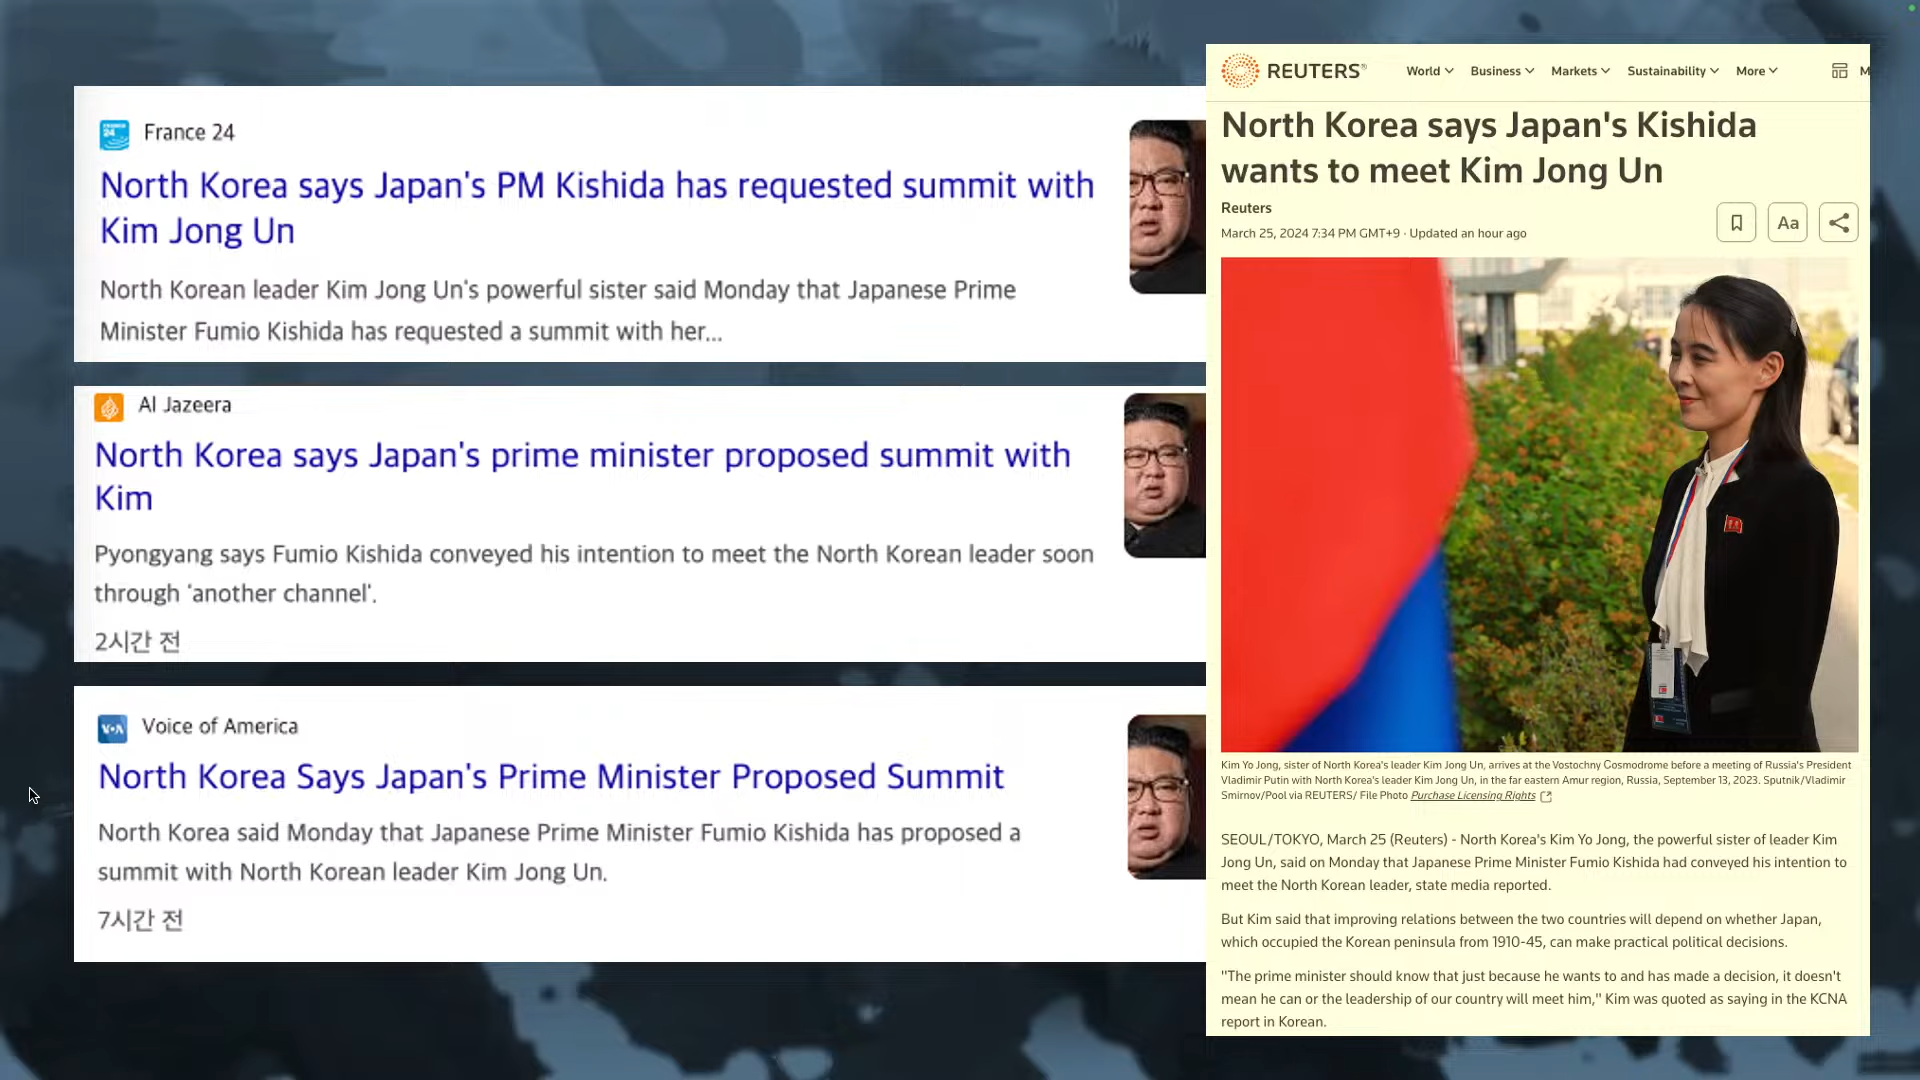 France 24
North Korea says Japan's PM Kishida has requested summit with
Kim Jong Un
North Korean leader Kim Jong Un's powerful sister said Monday that Japanese Prime
Minister Fumio Kishida has requested a summit with her...
Al Jazeera
North Korea says Japan's prime minister proposed summit with
Kim
Pyongyang says Fumio Kishida conveyed his intention to meet the North Korean leader soon
through 'another channel'.
2시간 전
VOA Voice of America
North Korea Says Japan's Prime Minister Proposed Summit
North Korea said Monday that Japanese Prime Minister Fumio Kishida has proposed a
summit with North Korean leader Kim Jong Un.
7시간 전
REUTERS® World Business Markets Sustainability More M
North Korea says Japan's Kishida
wants to meet Kim Jong Un
Reuters
March 25, 2024 7:34 PM GMT+9 · Updated an hour ago
Aa
Kim Yo Jong, sister of North Korea's leader Kim Jong Un, arrives at the Vostochny Cosmodrome before a meeting of Russia's President
Vladimir Putin with North Korea's leader Kim Jong Un, in the far eastern Amur region, Russia, September 13, 2023. Sputnik/Vladimir
Smirnov/Pool via REUTERS/ File Photo Purchase Licensing Rights
SEOUL/TOKYO, March 25 (Reuters) - North Korea's Kim Yo Jong, the powerful sister of leader Kim
Jong Un, said on Monday that Japanese Prime Minister Fumio Kishida had conveyed his intention to
meet the North Korean leader, state media reported.
But Kim said that improving relations between the two countries will depend on whether Japan,
which occupied the Korean peninsula from 1910-45, can make practical political decisions.
"The prime minister should know that just because he wants to and has made a decision, it doesn't
mean he can or the leadership of our country will meet him," Kim was quoted as saying in the KCNA
report in Korean.